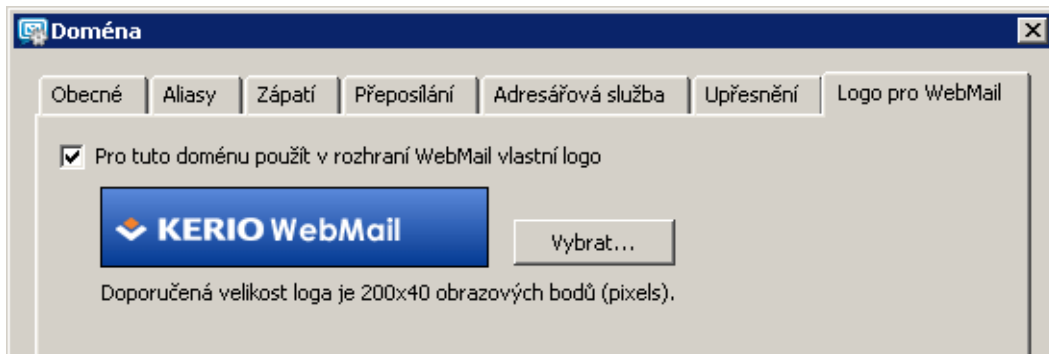 Doména
Obecné Aliasy Zápatí Přeposílání Adresářová služba Upřesnění Logo pro WebMail
Pro tuto doménu použít v rozhraní WebMail vlastní logo
KERIO WebMail
Vybrat...
Doporučená velikost loga je 200x40 obrazových bodů (pixels).